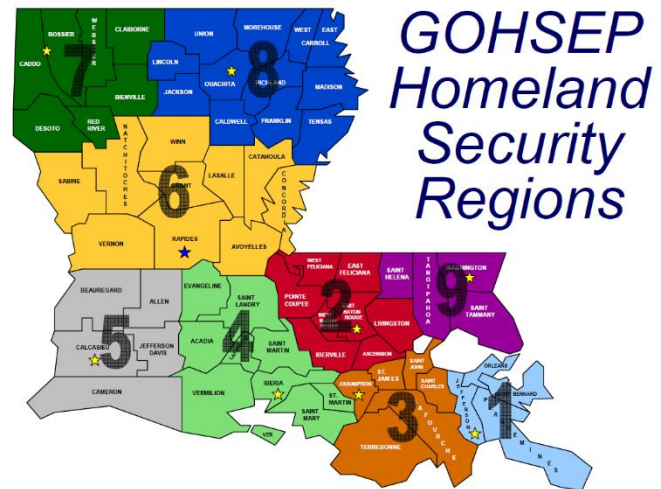 GOHSEP
Homeland
Security
Regions
7
BOSSIER
WEBSTER
CLAIBORNE
CADDO
BIENVILLE
DESOTO
RED
RIVER
8
UNION
MOREHOUSE
WEST
CARROLL
EAST
CARROLL
LINCOLN
OUACHITA
RICHLAND
MADISON
JACKSON
CALDWELL
FRANKLIN
TENSAS
6
NATCHITOCHES
WINN
SABINE
GRANT
LASALLE
CATAHOULA
CONCORDIA
VERNON
RAPIDES
AVOYELLES
5
BEAUREGARD
ALLEN
CALCASIEU
JEFFERSON
DAVIS
CAMERON
4
EVANGELINE
SAINT
LANDRY
ACADIA
SAINT
MARTIN
VERMILION
IBERIA
ST.
MARTIN
SAINT
MARY
VER
2
WEST
FELICIANA
EAST
FELICIANA
POINTE
COUPEE
EAST
BATON
ROUGE
LIVINGSTON
IBERVILLE
ASCENSION
9
SAINT
HELENA
TANGIPAHOA
WASHINGTON
SAINT
TAMMANY
3
ASSUMPTION
ST.
JAMES
SAINT
JOHN
SAINT
CHARLES
LAFOURCHE
TERREBONNE
1
ORLEANS
JEFFERSON
SAINT BERNARD
PLAQUEMINES